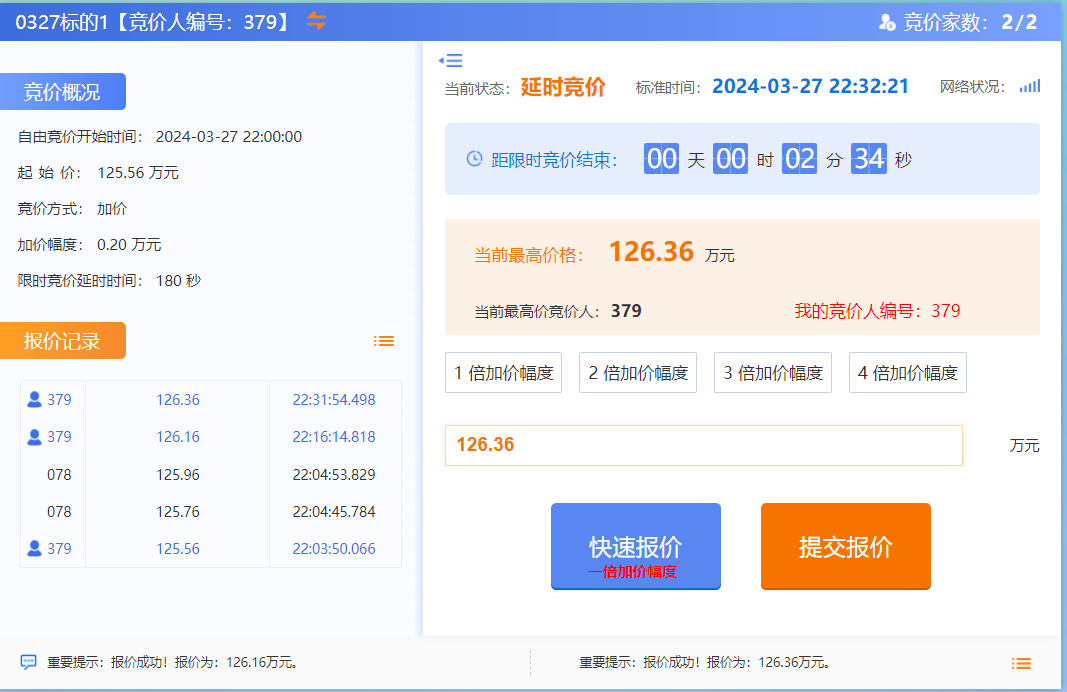 0327标的1【竞价人编号：379】 竞价家数：2/2
竞价概况
自由竞价开始时间： 2024-03-27 22:00:00
起 始 价： 125.56 万元
竞价方式： 加价
加价幅度： 0.20 万元
限时竞价延时时间： 180 秒
报价记录
379 126.36 22:31:54.498
379 126.16 22:16:14.818
078 125.96 22:04:53.829
078 125.76 22:04:45.784
379 125.56 22:03:50.066
当前状态： 延时竞价 标准时间： 2024-03-27 22:32:21 网络状况：
距限时竞价结束： 00 天 00 时 02 分 34 秒
当前最高价格： 126.36 万元
当前最高价竞价人： 379 我的竞价人编号：379
1 倍加价幅度 2 倍加价幅度 3 倍加价幅度 4 倍加价幅度
126.36 万元
快速报价
一倍加价幅度
提交报价
重要提示：报价成功！报价为：126.16万元。 重要提示：报价成功！报价为：126.36万元。